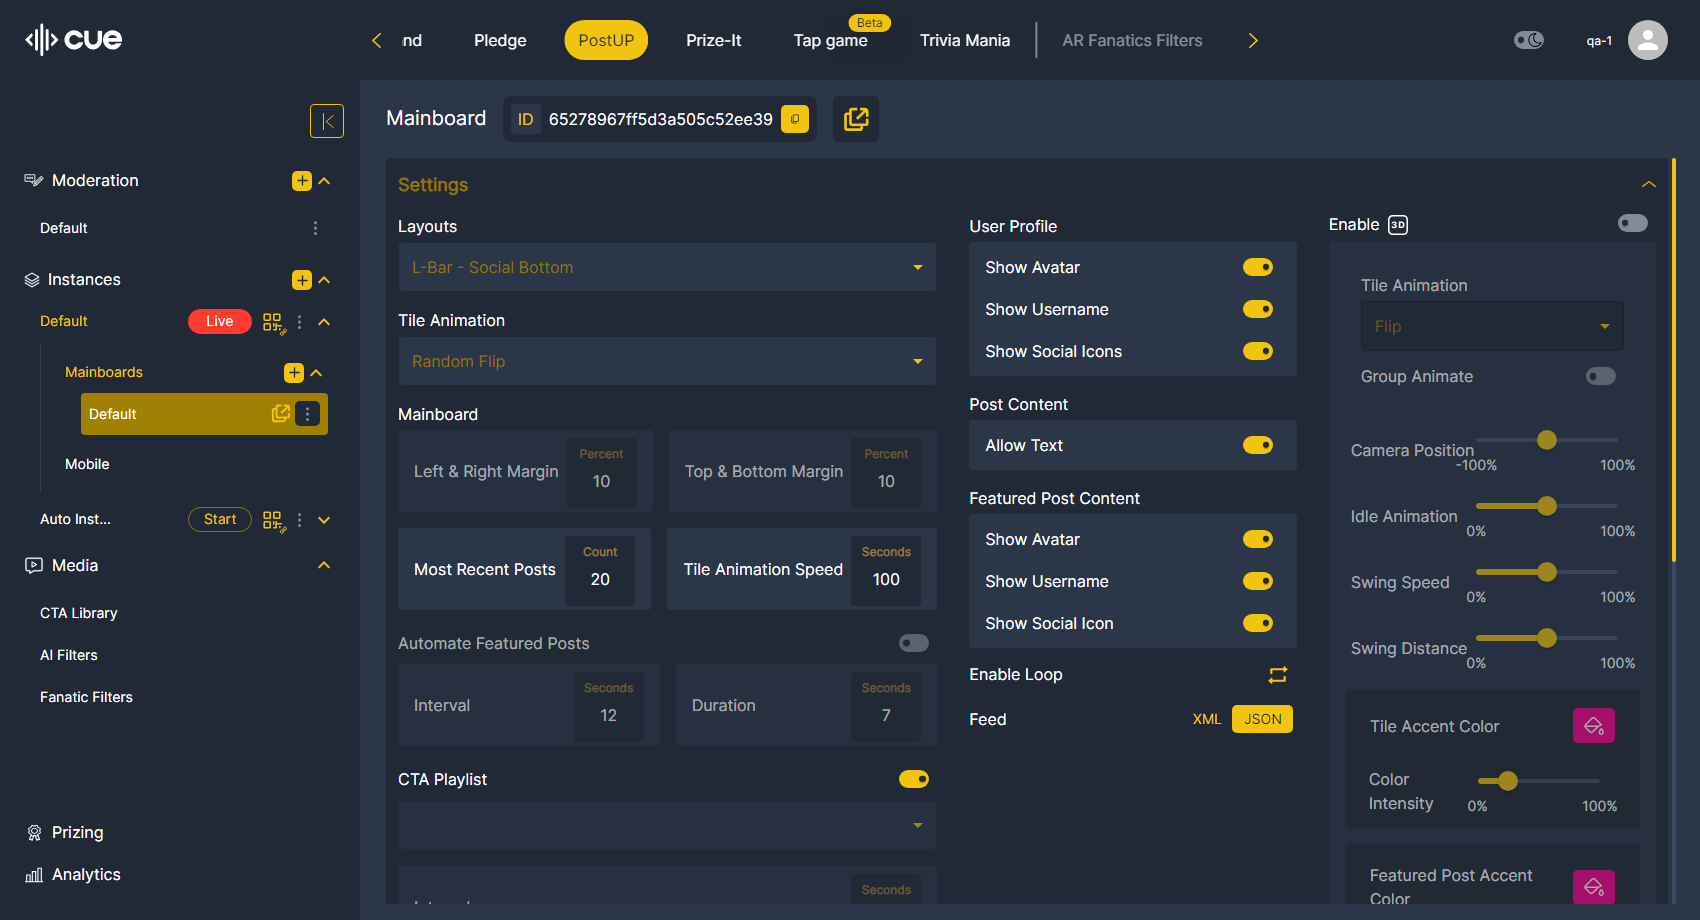 cue
nd
Pledge
PostUP
Prize-It
Beta
Tap game
Trivia Mania
AR Fanatics Filters
qa-1
Moderation
Default
Instances
Default
Live
Mainboards
Default
Mobile
Auto Inst...
Start
Media
CTA Library
AI Filters
Fanatic Filters
Prizing
Analytics
Mainboard
ID
65278967ff5d3a505c52ee39
Settings
Layouts
L-Bar - Social Bottom
Tile Animation
Random Flip
Mainboard
Left & Right Margin
Percent
10
Top & Bottom Margin
Percent
10
Most Recent Posts
Count
20
Tile Animation Speed
Seconds
100
Automate Featured Posts
Interval
Seconds
12
Duration
Seconds
7
CTA Playlist
Seconds
User Profile
Show Avatar
Show Username
Show Social Icons
Post Content
Allow Text
Featured Post Content
Show Avatar
Show Username
Show Social Icon
Enable Loop
Feed
XML
JSON
Enable
3D
Tile Animation
Flip
Group Animate
Camera Position
-100%
100%
Idle Animation
0%
100%
Swing Speed
0%
100%
Swing Distance
0%
100%
Tile Accent Color
Color
Intensity
0%
100%
Featured Post Accent
Color